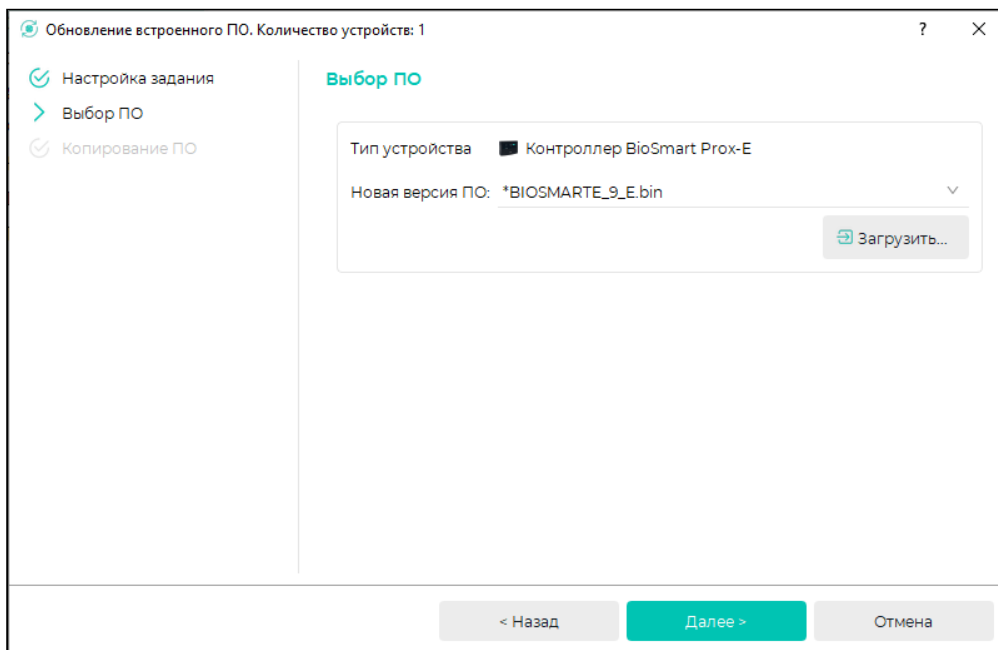 Обновление встроенного ПО. Количество устройств: 1 ?
Настройка задания
Выбор ПО
Копирование ПО
Выбор ПО
Тип устройства Контроллер BioSmart Prox-E
Новая версия ПО: *BIOSMARTE_9_E.bin
Загрузить...
< Назад Далее > Отмена